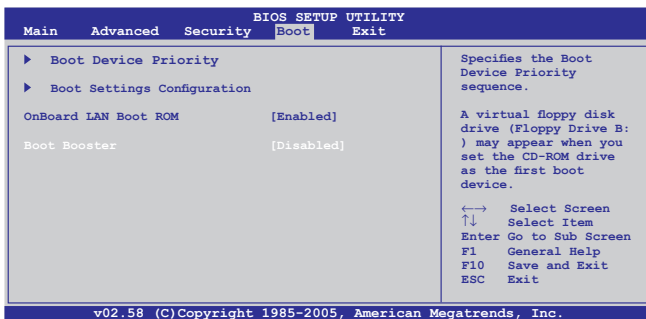 BIOS SETUP UTILITY
Main Advanced Security Boot Exit
Boot Device Priority
Boot Settings Configuration
OnBoard LAN Boot ROM [Enabled]
Boot Booster [Disabled]
Specifies the Boot
Device Priority
sequence.
A virtual floppy disk
drive (Floppy Drive B:
) may appear when you
set the CD-ROM drive
as the first boot
device.
←→ Select Screen
↑↓ Select Item
Enter Go to Sub Screen
F1 General Help
F10 Save and Exit
ESC Exit
v02.58 (C)Copyright 1985-2005, American Megatrends, Inc.